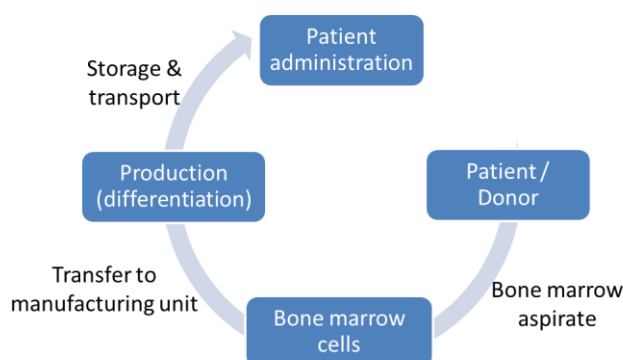 Patient
administration
Storage &
transport
Production
(differentiation)
Patient /
Donor
Transfer to
manufacturing unit
Bone marrow
aspirate
Bone marrow
cells